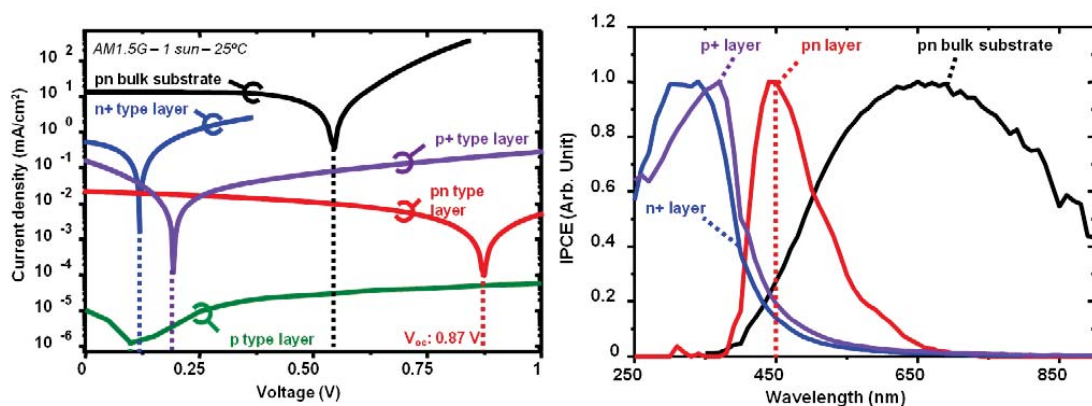 AM1.5G – 1 sun – 25ºC
pn bulk substrate
n+ type layer
p+ type layer
pn type
layer
p type layer
Voc: 0.87 V
Current density (mA/cm²)
10 2
10 1
10 0
10 -1
10 -2
10 -3
10 -4
10 -5
10 -6
0
0.25
0.50
0.75
1
Voltage (V)
p+ layer
pn layer
pn bulk substrate
n+ layer
IPCE (Arb. Unit)
1.2
1.0
0.8
0.6
0.4
0.2
0
250
450
650
850
Wavelength (nm)